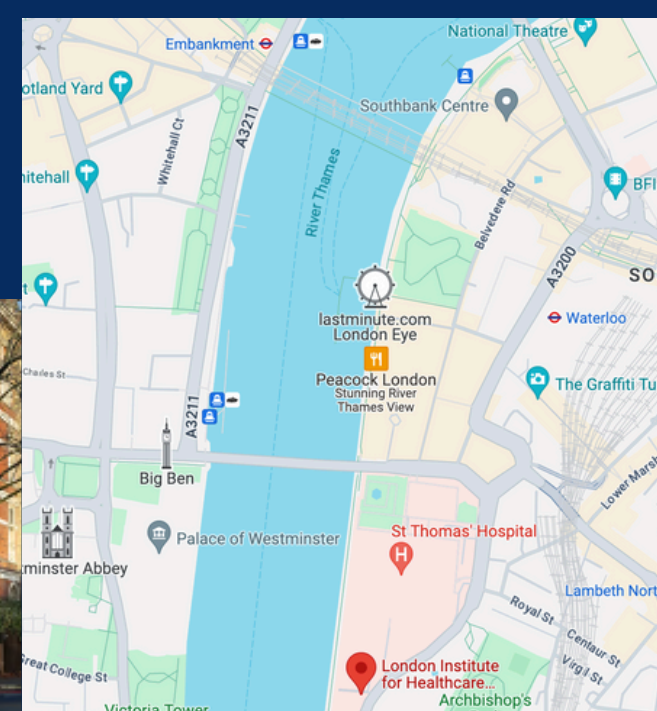 National Theatre
Embankment
otland Yard
Southbank Centre
A3211
Whitehall Ct
hitehall
River Thames
BFI
Belvedere Rd
A3200
SO
t
lastminute.com
London Eye
Waterloo
Peacock London
Stunning River
Thames View
Charles St
The Graffiti Tu
A3211
Big Ben
Lower Marsh
St Thomas' Hospital
Palace of Westminster
tminster Abbey
Lambeth Nort
Royal St
Centaur St
Virgil St
Great College St
London Institute
for Healthcare...
Archbishop's
Victoria Tower
H